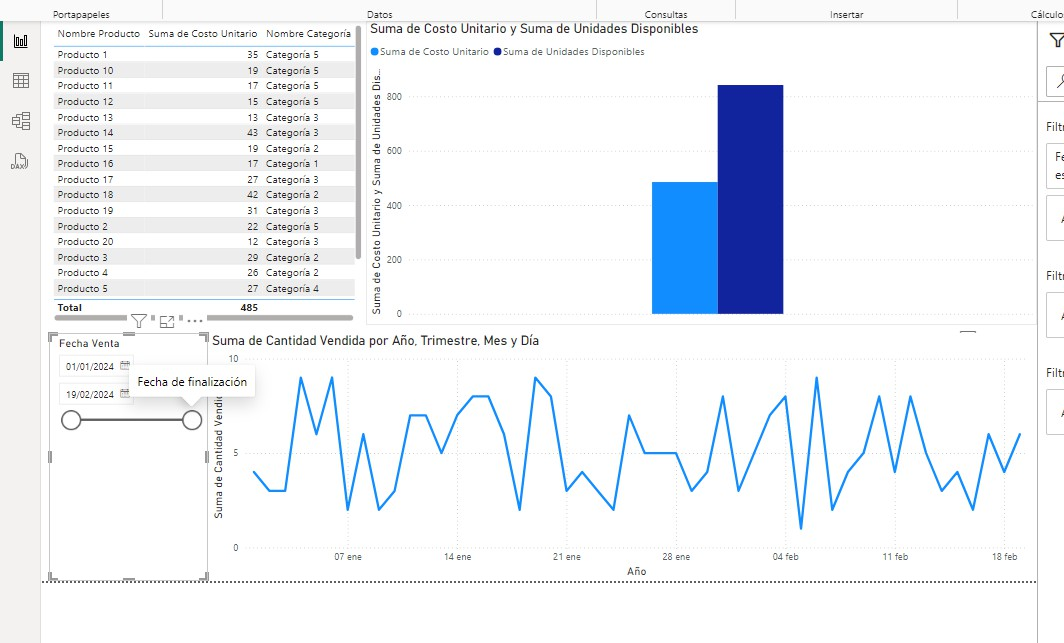 Portapapeles Datos Consultas Insertar Cálculo
DAX
Nombre Producto Suma de Costo Unitario Nombre Categoría
Producto 1 35 Categoría 5
Producto 10 19 Categoría 5
Producto 11 17 Categoría 5
Producto 12 15 Categoría 5
Producto 13 13 Categoría 3
Producto 14 43 Categoría 3
Producto 15 19 Categoría 2
Producto 16 17 Categoría 1
Producto 17 27 Categoría 3
Producto 18 42 Categoría 2
Producto 19 31 Categoría 3
Producto 2 22 Categoría 5
Producto 20 12 Categoría 3
Producto 3 29 Categoría 2
Producto 4 26 Categoría 2
Producto 5 27 Categoría 4
Total 485
Suma de Costo Unitario y Suma de Unidades Disponibles
Suma de Costo Unitario Suma de Unidades Disponibles
Suma de Costo Unitario y Suma de Unidades Dis...
800
600
400
200
0
Fecha Venta
01/01/2024
19/02/2024
Fecha de finalización
Suma de Cantidad Vendida por Año, Trimestre, Mes y Día
Suma de Cantidad Vendid
10
5
0
07 ene 14 ene 21 ene 28 ene 04 feb 11 feb 18 feb
Año
Filt
Fe
es
Filt
Filt